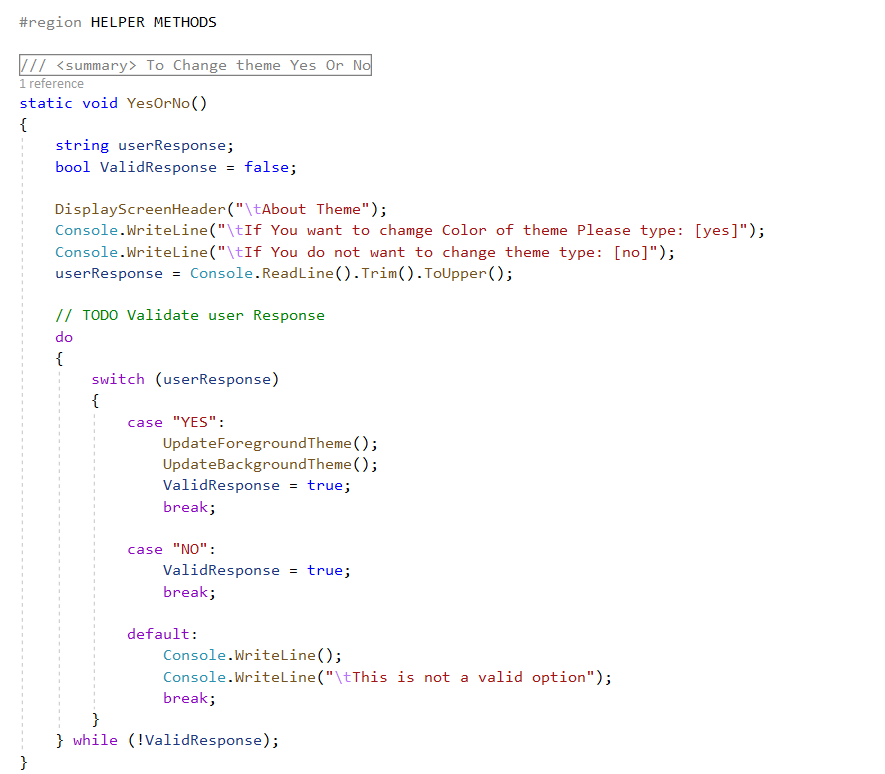 #region HELPER METHODS
/// <summary> To Change theme Yes Or No
1 reference
static void YesOrNo()
{
string userResponse;
bool ValidResponse = false;
DisplayScreenHeader("\tAbout Theme");
Console.WriteLine("\tIf You want to chamge Color of theme Please type: [yes]");
Console.WriteLine("\tIf You do not want to change theme type: [no]");
userResponse = Console.ReadLine().Trim().ToUpper();
// TODO Validate user Response
do
{
switch (userResponse)
{
case "YES":
UpdateForegroundTheme();
UpdateBackgroundTheme();
ValidResponse = true;
break;
case "NO":
ValidResponse = true;
break;
default:
Console.WriteLine();
Console.WriteLine("\tThis is not a valid option");
break;
}
} while (!ValidResponse);
}